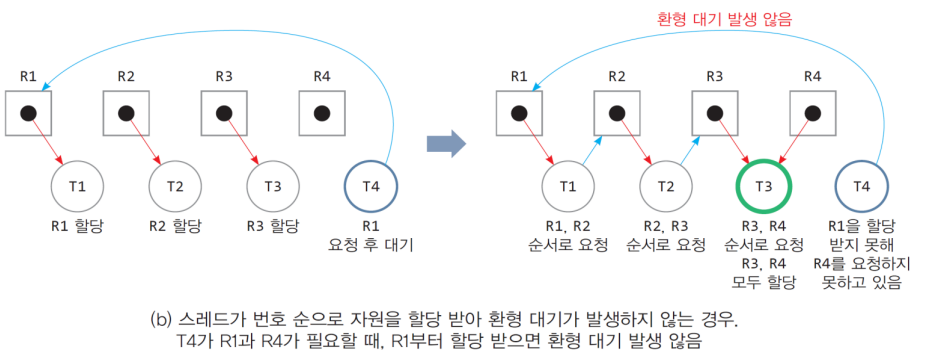 환형 대기 발생 않음
R1 R2 R3 R4
T1 T2 T3 T4
R1 할당
R2 할당
R3 할당
R1
요청 후 대기
R1 R2 R3 R4
T1 T2 T3 T4
R1, R2
순서로 요청
R2, R3
순서로 요청
R3, R4
순서로 요청
R3, R4
모두 할당
R1을 할당
받지 못해
R4를 요청하지
못하고 있음
(b) 스레드가 번호 순으로 자원을 할당 받아 환형 대기가 발생하지 않는 경우.
T4가 R1과 R4가 필요할 때, R1부터 할당 받으면 환형 대기 발생 않음